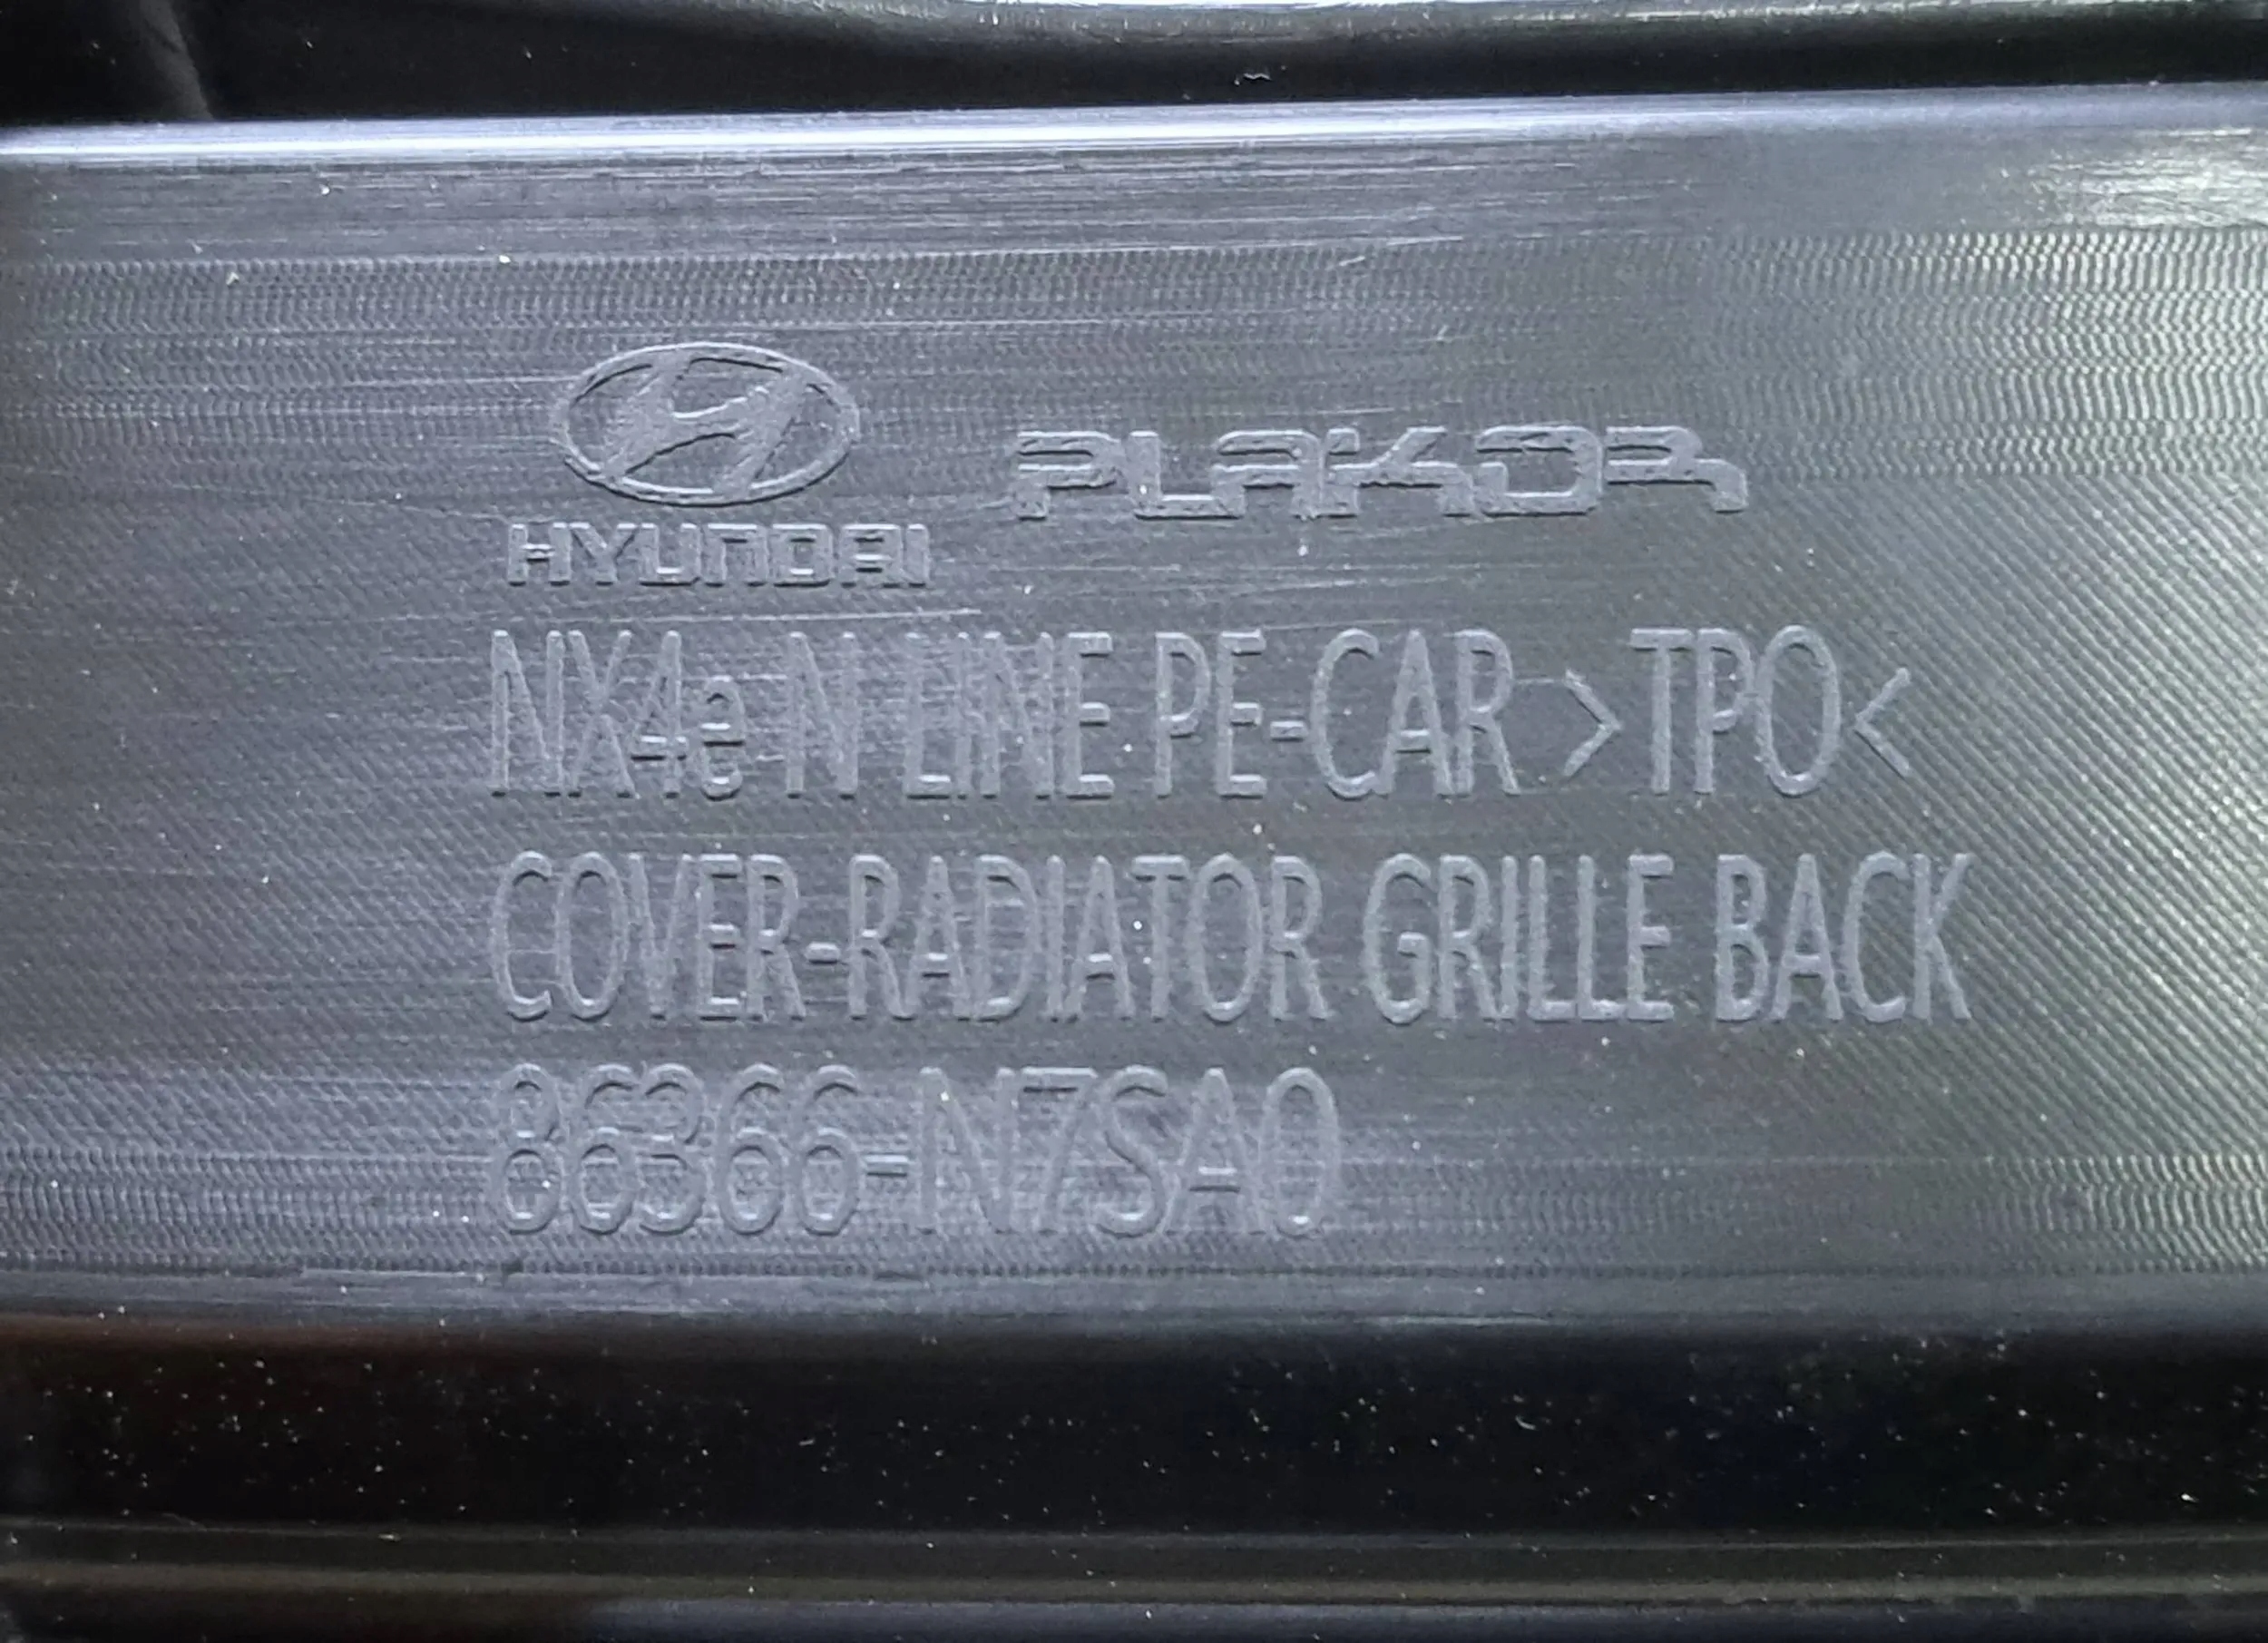 HYUNDAI PLAKOR
NX4e N LINE PE-CAR >TPO<
COVER-RADIATOR GRILLE BACK
86366-N7SA0